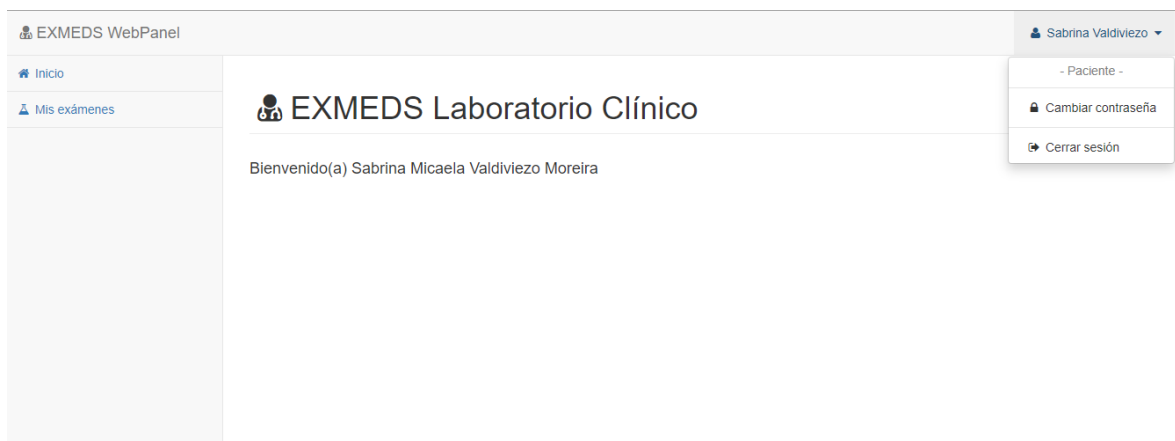 EXMEDS WebPanel
Sabrina Valdiviezo
Inicio
Mis exámenes
- Paciente -
Cambiar contraseña
Cerrar sesión
EXMEDS Laboratorio Clínico
Bienvenido(a) Sabrina Micaela Valdiviezo Moreira